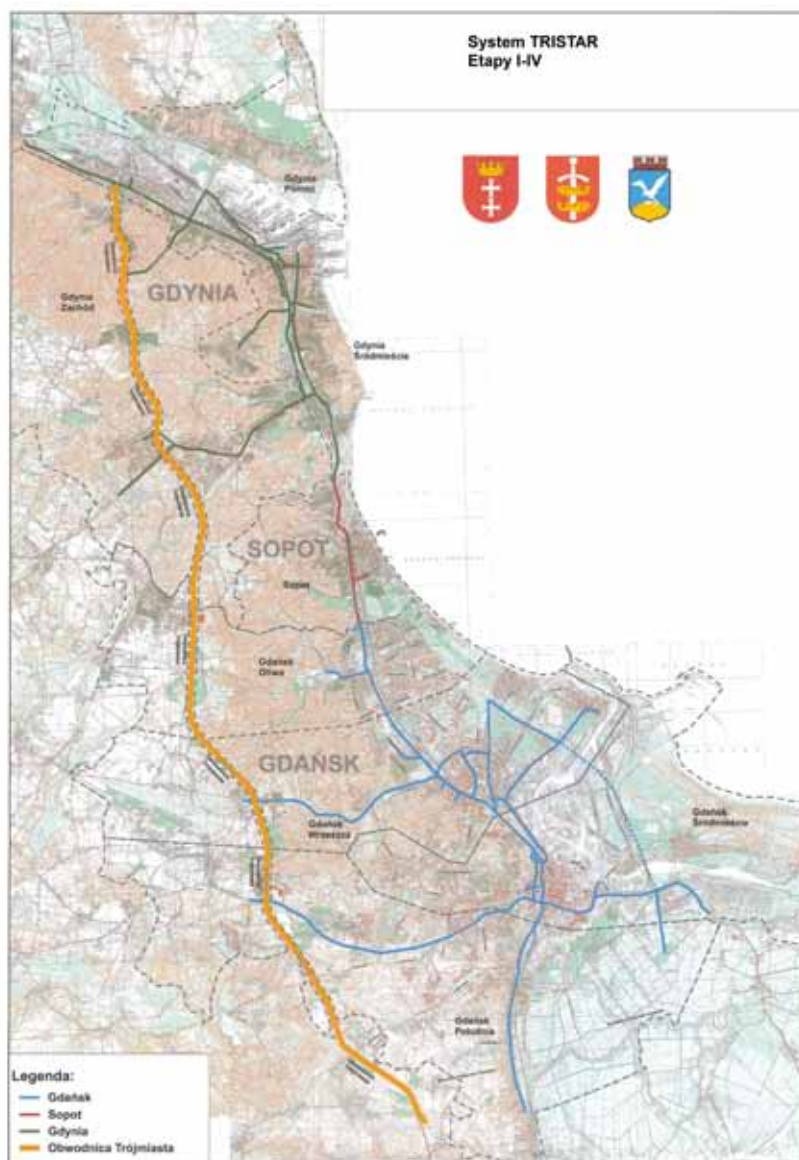 System TRISTAR
Etapy I-IV
Gdynia
Północ
GDYNIA
Gdynia
Zachód
Gdynia
Śródmieście
SOPOT
Sopot
Gdańsk
Oliwa
GDAŃSK
Gdańsk
Wrzeszcz
Gdańsk
Śródmieście
Gdańsk
Południe
Legenda:
Gdańsk
Sopot
Gdynia
Obwodnica Trójmiasta